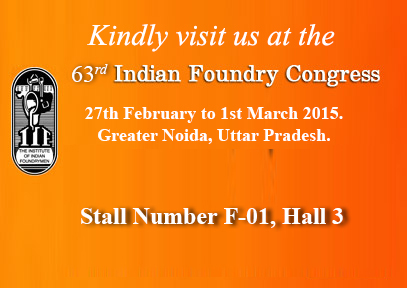 Kindly visit us at the
63rd Indian Foundry Congress
27th February to 1st March 2015.
Greater Noida, Uttar Pradesh.
THE INSTITUTE
OF INDIAN
FOUNDRYMEN
Stall Number F-01, Hall 3